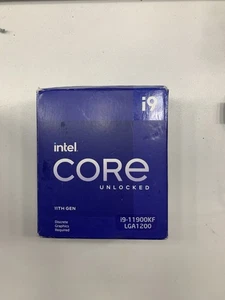 i9
intel
CORE
UNLOCKED
11TH GEN
Discrete
Graphics
Required
i9-11900KF
LGA1200